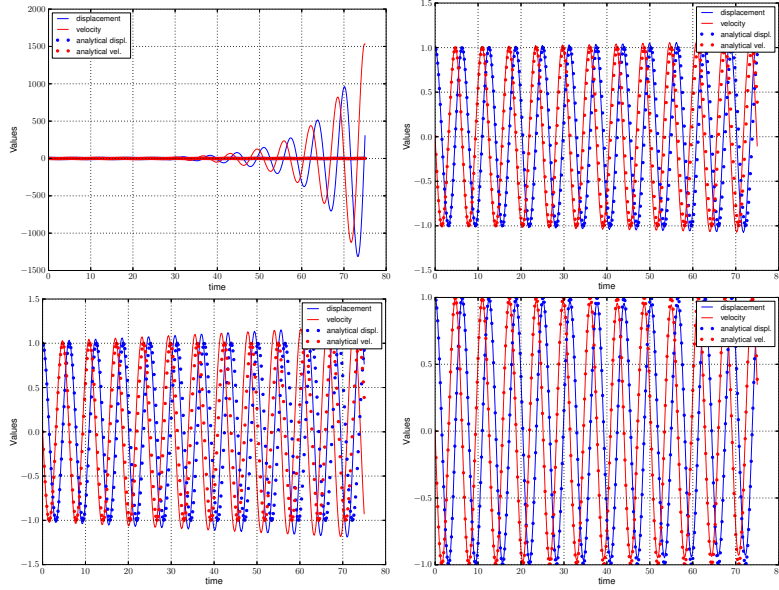 displacement
velocity
analytical displ.
analytical vel.
2000
1500
1000
500
0
−500
−1000
−1500
Values
0 10 20 30 40 50 60 70 80
time
displacement
velocity
analytical displ.
analytical vel.
1.5
1.0
0.5
0.0
−0.5
−1.0
−1.5
Values
0 10 20 30 40 50 60 70 80
time
displacement
velocity
analytical displ.
analytical vel.
1.5
1.0
0.5
0.0
−0.5
−1.0
−1.5
Values
0 10 20 30 40 50 60 70 80
time
displacement
velocity
analytical displ.
analytical vel.
1.0
0.5
0.0
−0.5
−1.0
Values
0 10 20 30 40 50 60 70 8
time